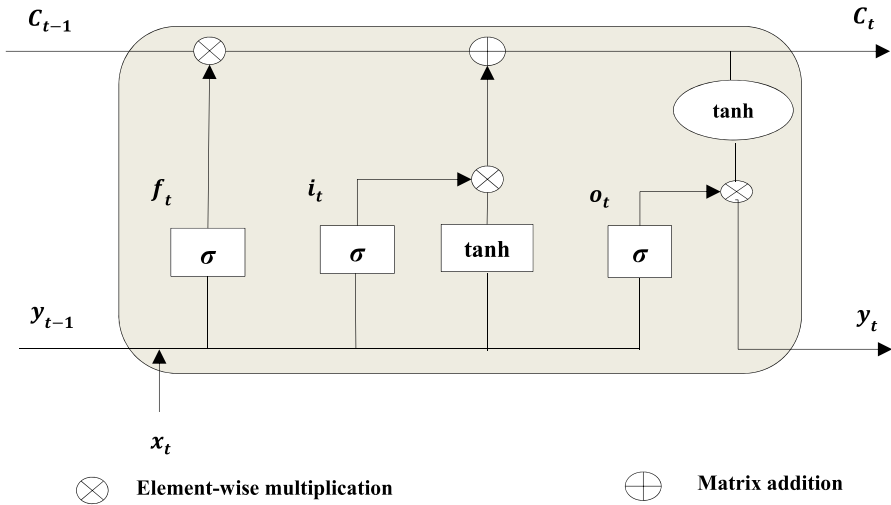 C_{t−1}
C_t
tanh
f_t
i_t
o_t
σ
σ
tanh
σ
y_{t−1}
y_t
x_t
Element-wise multiplication
Matrix addition